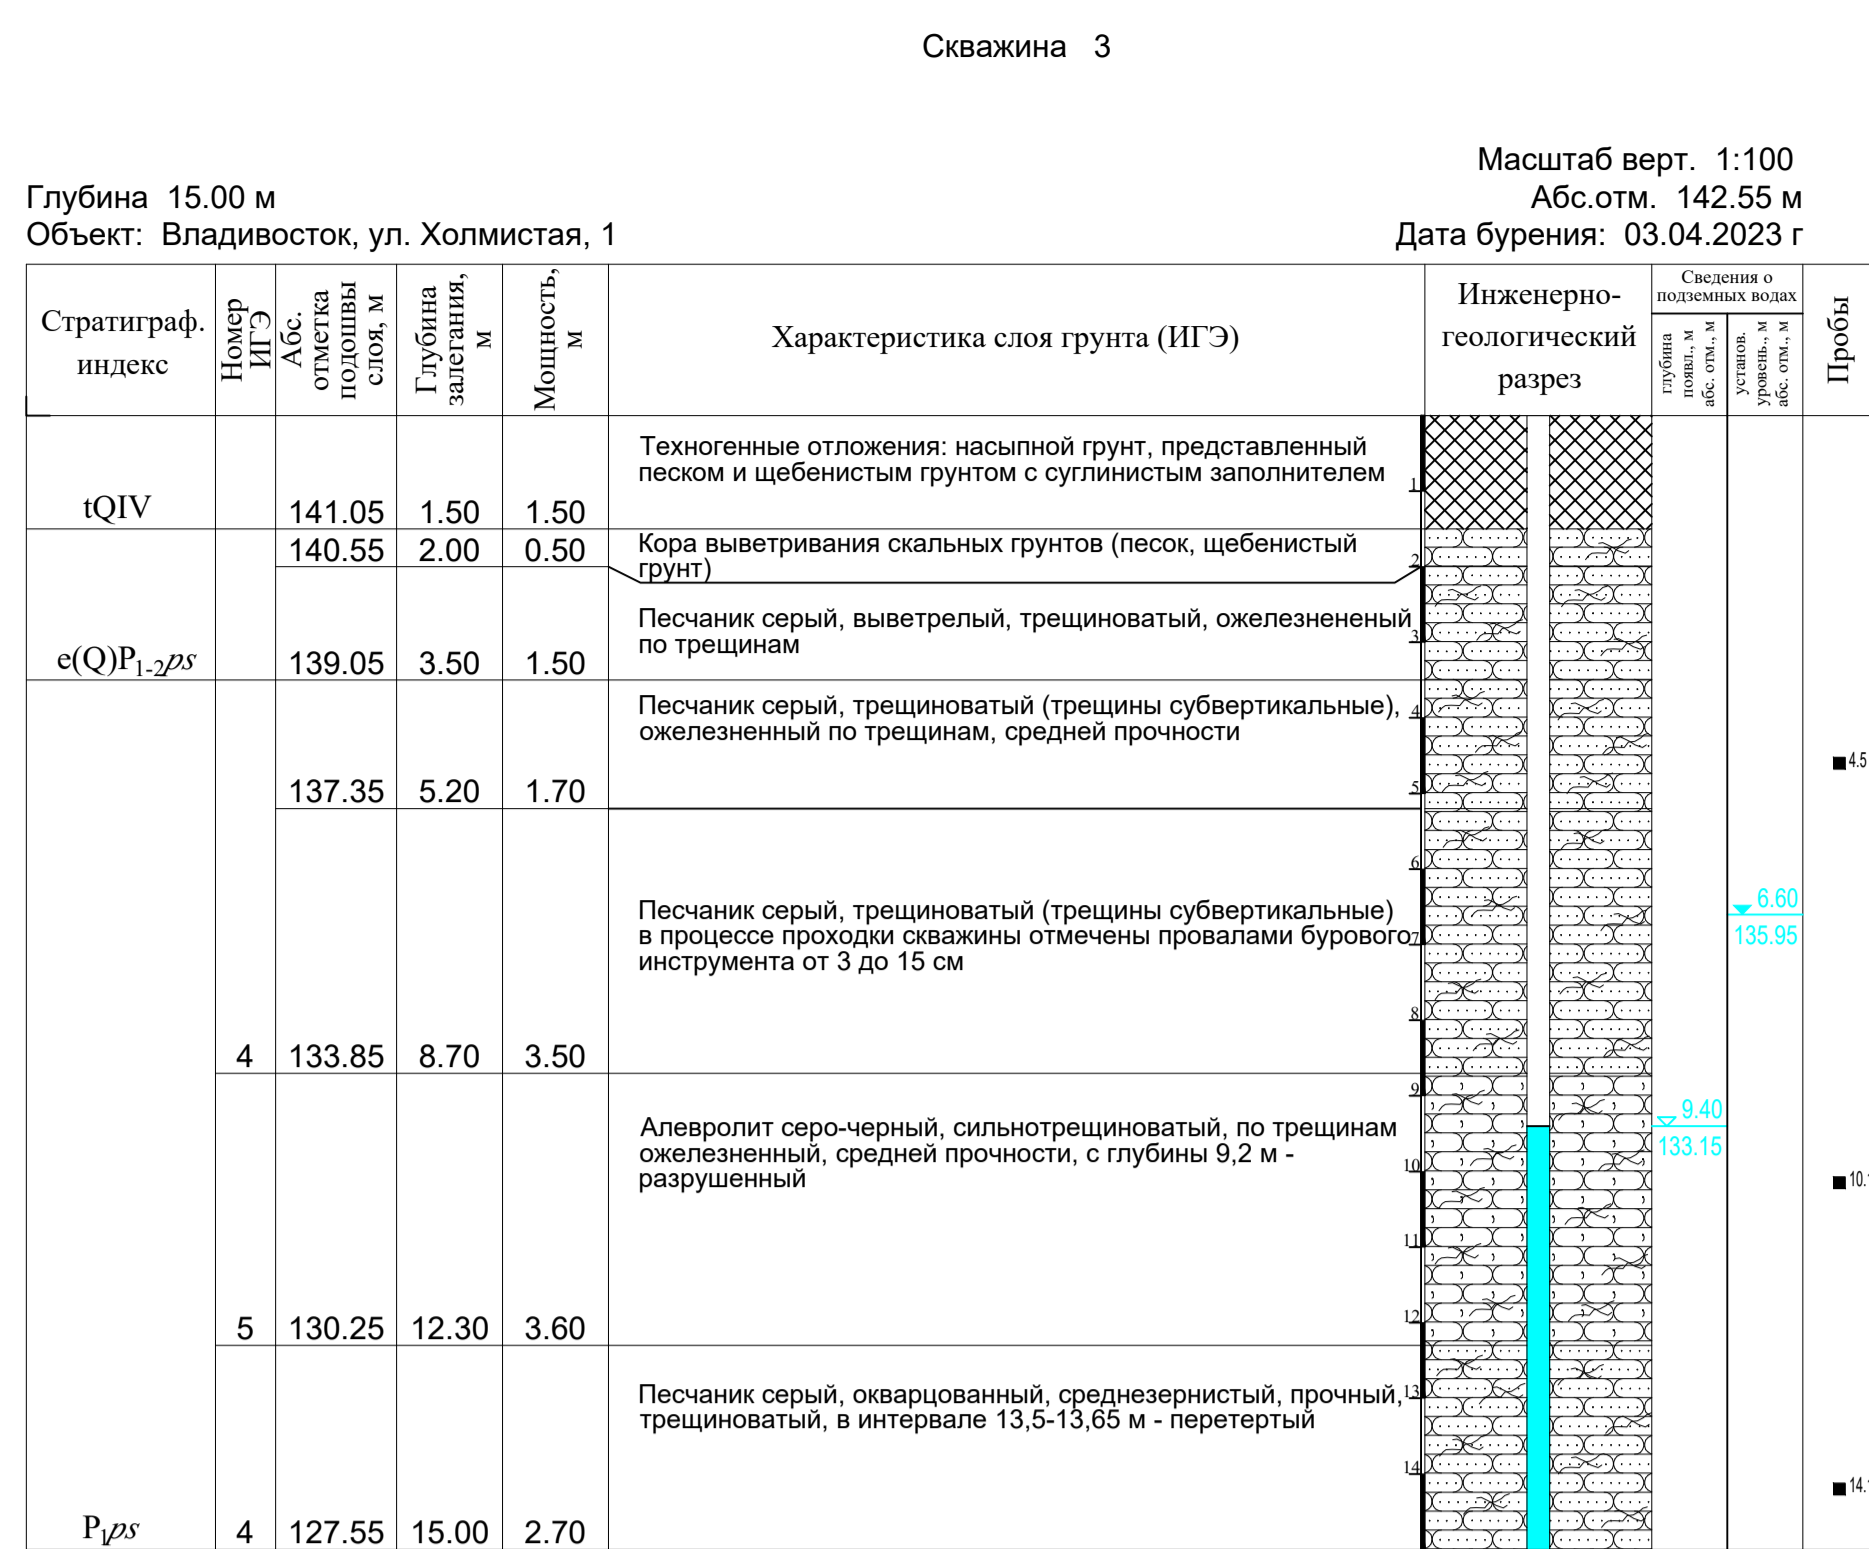 Скважина 3
Масштаб верт. 1:100
Глубина 15.00 м
Абс.отм. 142.55 м
Объект: Владивосток, ул. Холмистая, 1
Дата бурения: 03.04.2023 г
Стратиграф.
индекс
Номер
ИГЭ
Абс.
отметка
подошвы
слоя, м
Глубина
залегания,
м
Мощность,
м
Характеристика слоя грунта (ИГЭ)
Инженерно-
геологический
разрез
Сведения о
подземных водах
глубина
появл., м
абс. отм., м
установ.
уровень., м
абс. отм., м
Пробы
Техногенные отложения: насыпной грунт, представленный
песком и щебенистым грунтом с суглинистым заполнителем
1
tQIV
141.05 1.50 1.50
140.55 2.00 0.50
Кора выветривания скальных грунтов (песок, щебенистый
грунт)
2
Песчаник серый, выветрелый, трещиноватый, ожелезнененый
по трещинам
3
e(Q)P1-2ps
139.05 3.50 1.50
Песчаник серый, трещиноватый (трещины субвертикальные),
ожелезненный по трещинам, средней прочности
4
4.5
137.35 5.20 1.70
5
6
6.60
135.95
Песчаник серый, трещиноватый (трещины субвертикальные)
в процессе проходки скважины отмечены провалами бурового
инструмента от 3 до 15 см
7
8
4 133.85 8.70 3.50
9
9.40
133.15
Алевролит серо-черный, сильнотрещиноватый, по трещинам
ожелезненный, средней прочности, с глубины 9,2 м -
разрушенный
10
10.1
11
12
5 130.25 12.30 3.60
Песчаник серый, окварцованный, среднезернистый, прочный,
трещиноватый, в интервале 13,5-13,65 м - перетертый
13
14
14.1
P1ps
4 127.55 15.00 2.70